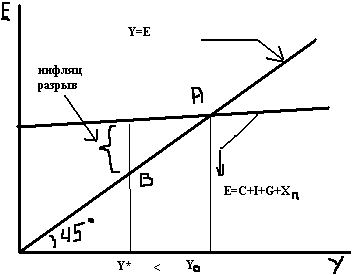 E
Y=E
инфляц
разрыв
A
B
E=C+I+G+Xn
45°
Y* < Y₀ Y